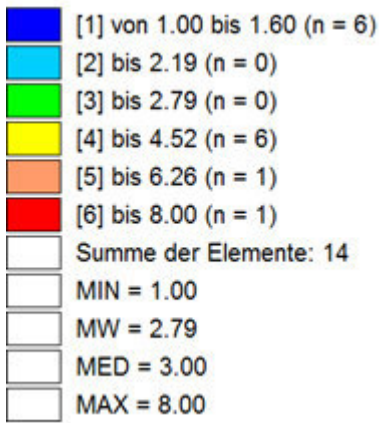 [1] von 1.00 bis 1.60 (n = 6)
[2] bis 2.19 (n = 0)
[3] bis 2.79 (n = 0)
[4] bis 4.52 (n = 6)
[5] bis 6.26 (n = 1)
[6] bis 8.00 (n = 1)
Summe der Elemente: 14
MIN = 1.00
MW = 2.79
MED = 3.00
MAX = 8.00